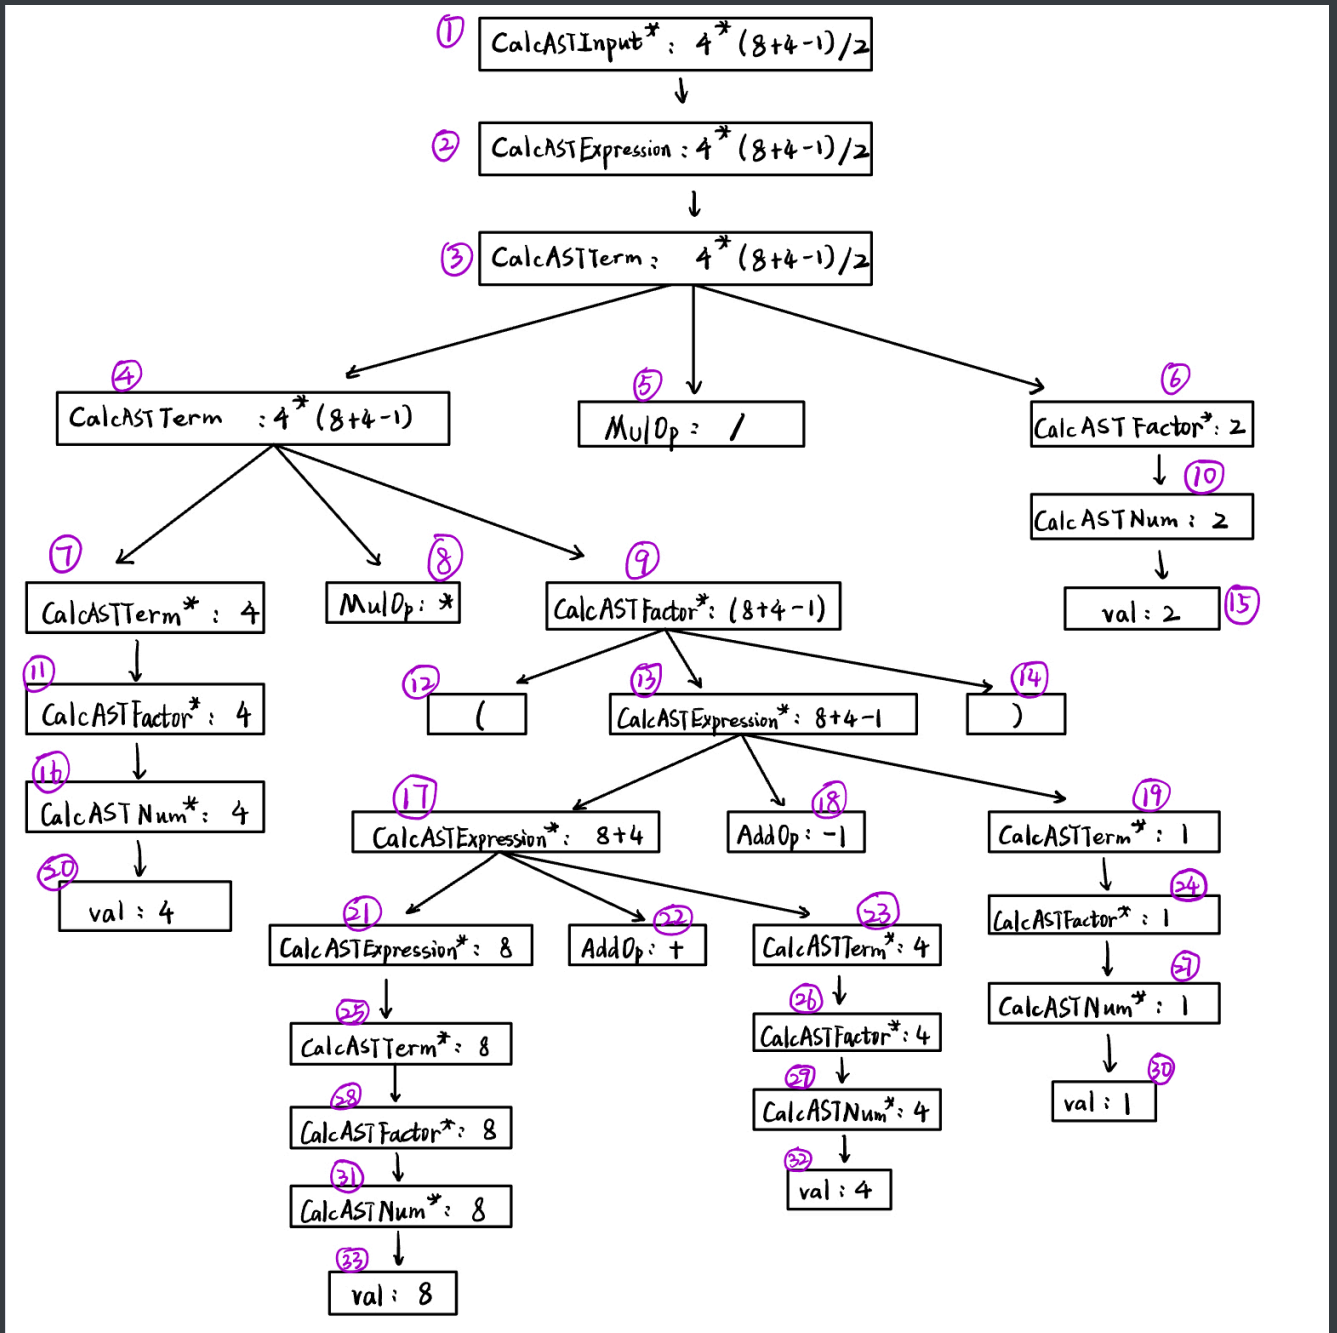 ① CalcASTInput* : 4*(8+4-1)/2
② CalcASTExpression : 4*(8+4-1)/2
③ CalcASTTerm : 4*(8+4-1)/2
④ ⑤ ⑥
CalcASTTerm : 4*(8+4-1)
MulOp : /
CalcASTFactor* : 2
⑩
CalcASTNum : 2
⑦ ⑧ ⑨
CalcASTTerm* : 4
MulOp : *
CalcASTFactor* : (8+4-1)
val : 2 ⑮
⑪ ⑫ ⑬ ⑭
CalcASTFactor* : 4
(
CalcASTExpression* : 8+4-1
)
⑯ ⑰ ⑱ ⑲
CalcASTNum* : 4
CalcASTExpression* : 8+4
AddOp : -1
CalcASTTerm* : 1
⑳ ㉑ ㉒ ㉓ ㉔
val : 4
CalcASTFactor* : 1
CalcASTExpression* : 8
AddOp : +
CalcASTTerm* : 4
㉕ ㉖ ㉗
CalcASTNum* : 1
CalcASTTerm* : 8
CalcASTFactor* : 4
㉘ ㉙ ㉚
CalcASTFactor* : 8
CalcASTNum* : 4
val : 1
㉛ ㉜
CalcASTNum* : 8
val : 4
㉝
val : 8